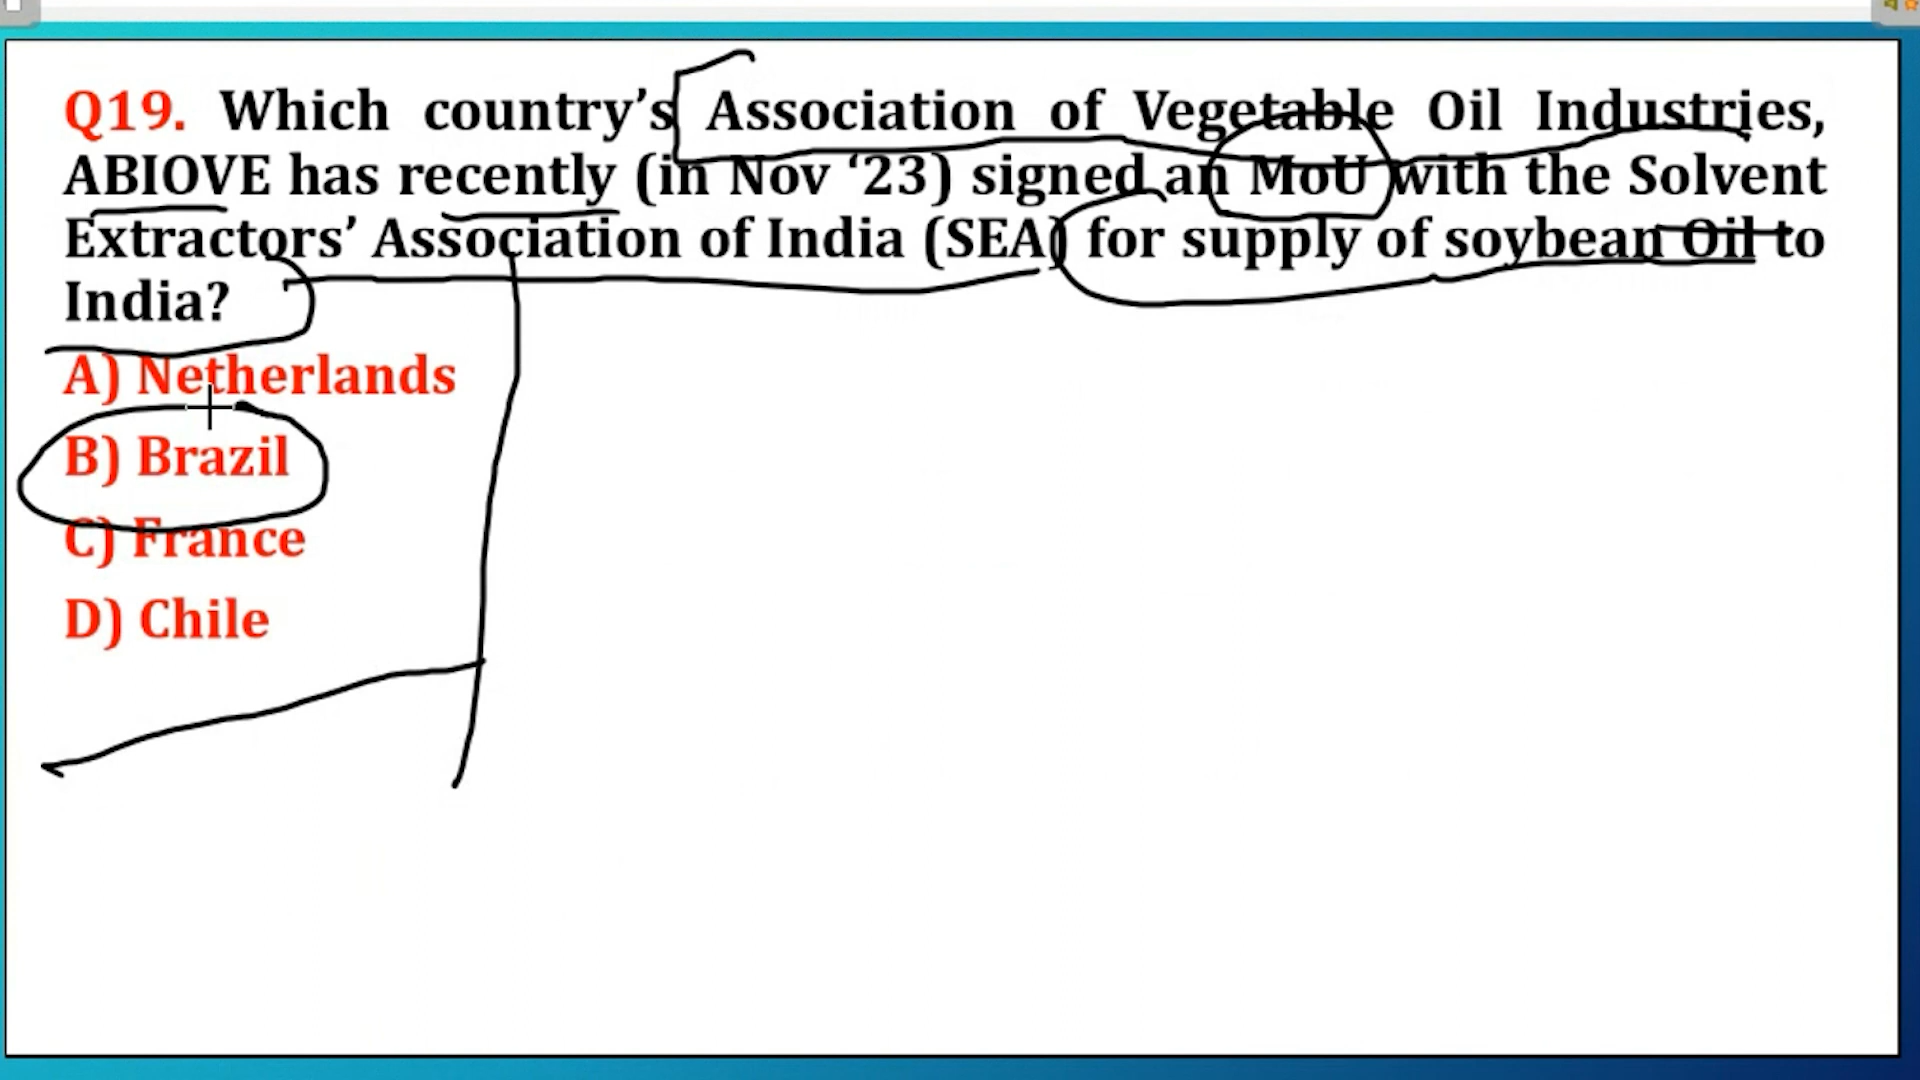 Q19. Which country’s Association of Vegetable Oil Industries,
ABIOVE has recently (in Nov ‘23) signed an MoU with the Solvent
Extractors’ Association of India (SEA) for supply of soybean Oil to
India?
A) Netherlands
B) Brazil
C) France
D) Chile